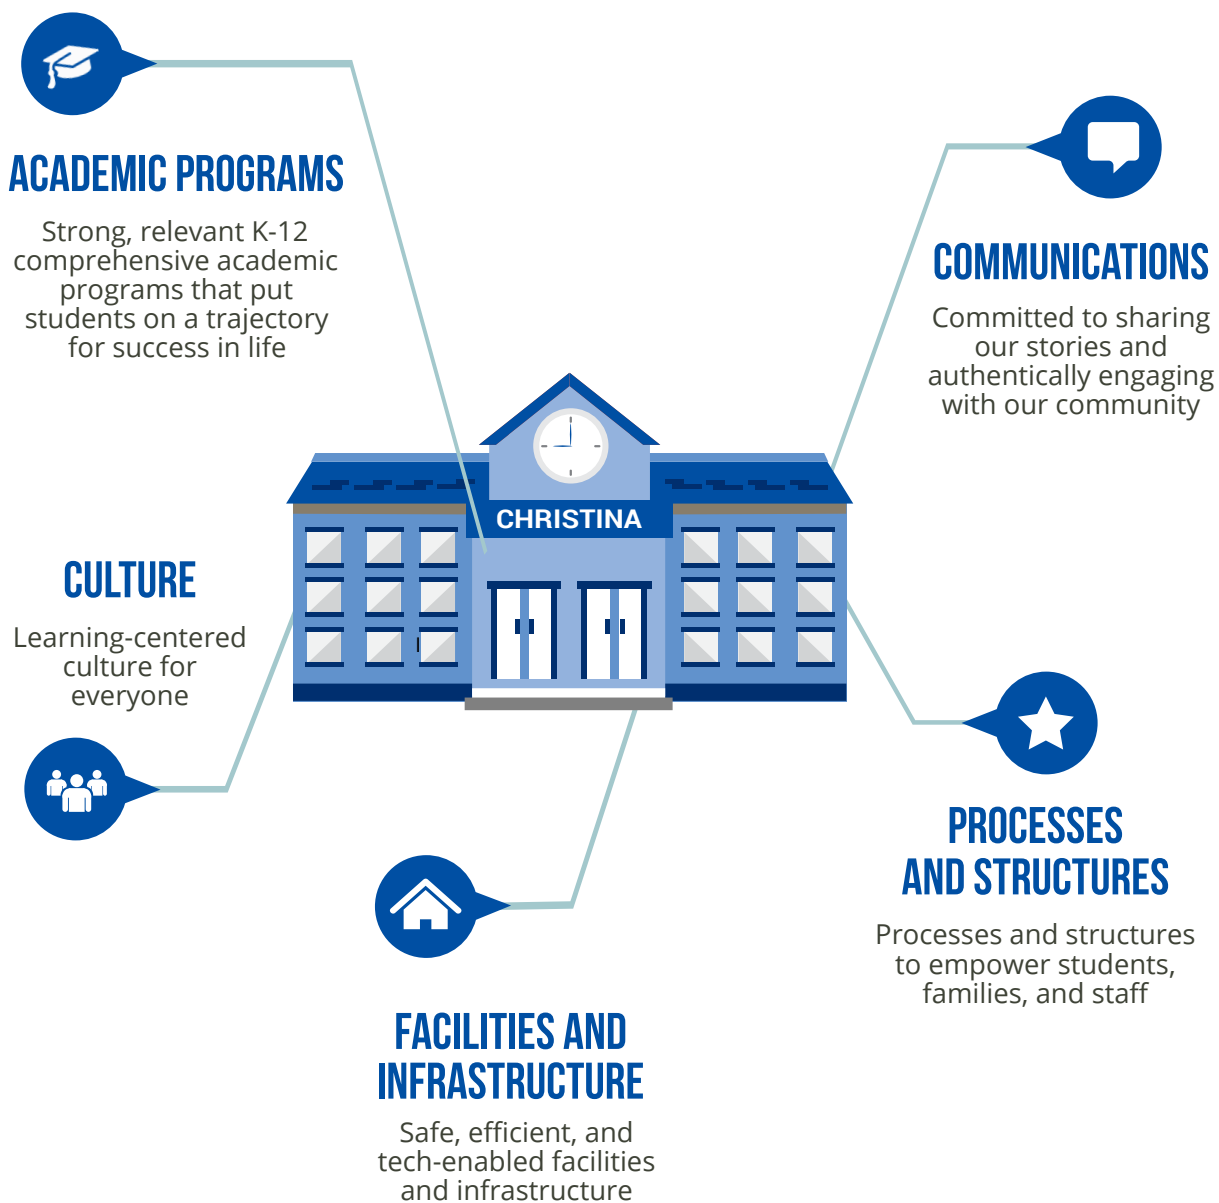 ACADEMIC PROGRAMS
Strong, relevant K-12
comprehensive academic
programs that put
students on a trajectory
for success in life
COMMUNICATIONS
Committed to sharing
our stories and
authentically engaging
with our community
CHRISTINA
CULTURE
Learning-centered
culture for
everyone
PROCESSES
AND STRUCTURES
Processes and structures
to empower students,
families, and staff
FACILITIES AND
INFRASTRUCTURE
Safe, efficient, and
tech-enabled facilities
and infrastructure